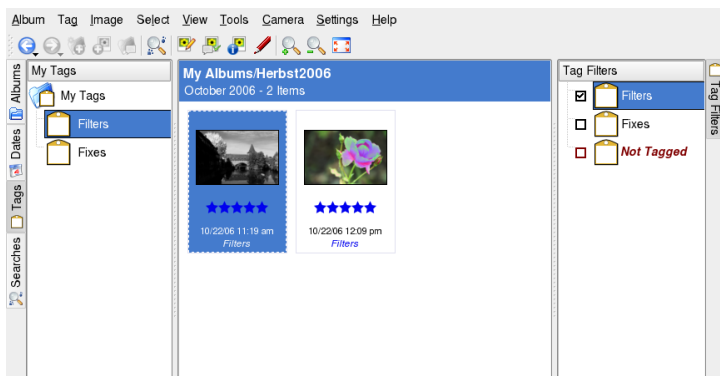 Album Tag Image Select View Tools Camera Settings Help
Albums
Dates
Tags
Searches
My Tags
My Tags
Filters
Fixes
My Albums/Herbst2006
October 2006 - 2 Items
10/22/06 11:19 am
Filters
10/22/06 12:09 pm
Filters
Tag Filters
Filters
Fixes
Not Tagged
Tag Filters